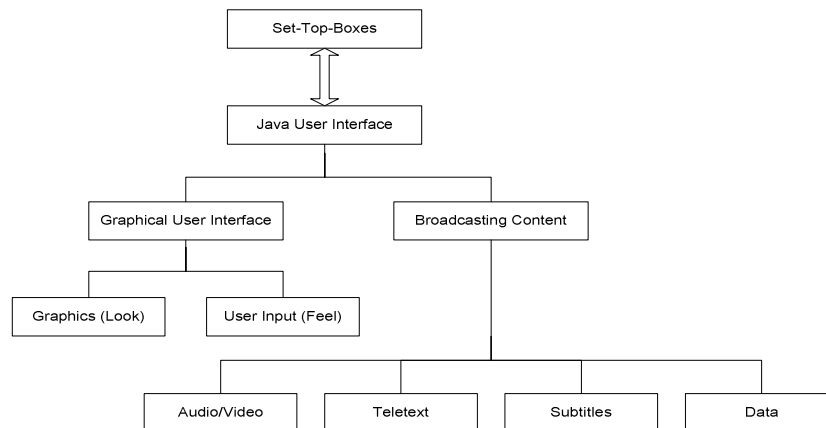 Set-Top-Boxes
Java User Interface
Graphical User Interface
Broadcasting Content
Graphics (Look)
User Input (Feel)
Audio/Video
Teletext
Subtitles
Data